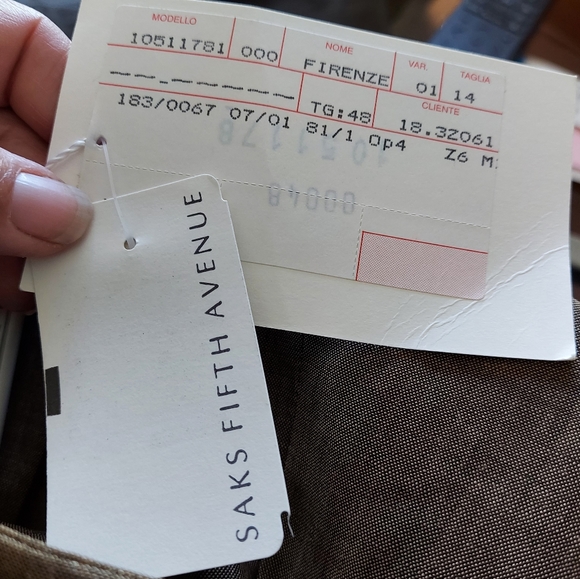 MODELLO NOME VAR. TAGLIA
10511781 000 FIRENZE 01 14
--.----- TG:48 CLIENTE
183/0067 07/01 81/1 Op4 18.3Z061
Z6 M
SAKS FIFTH AVENUE